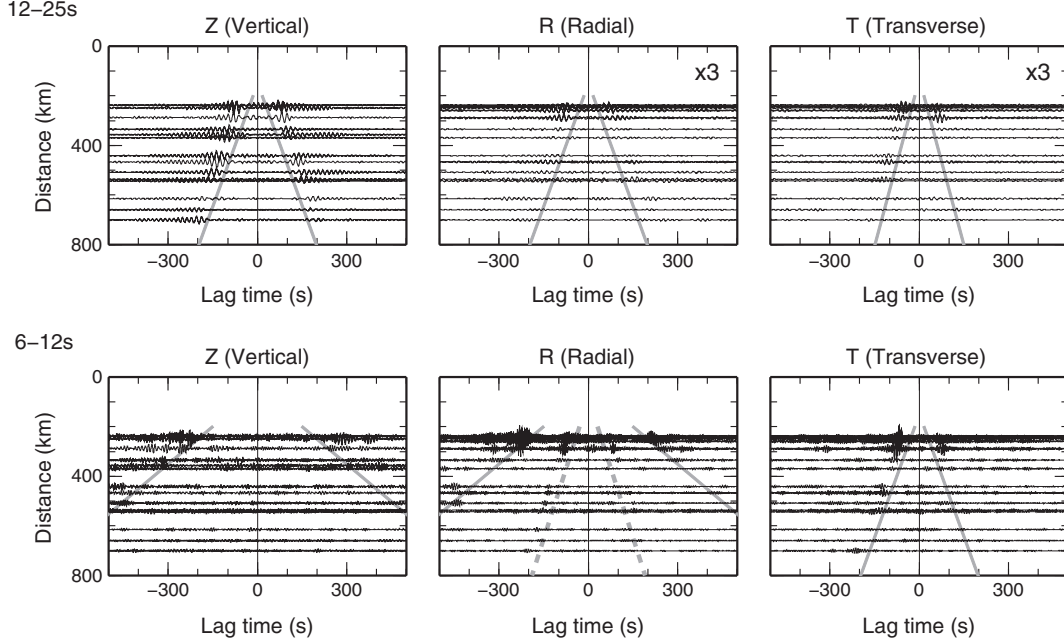 12–25s
Z (Vertical)
R (Radial)
T (Transverse)
0
400
800
Distance (km)
x3
x3
−300 0 300
−300 0 300
−300 0 300
Lag time (s)
Lag time (s)
Lag time (s)
6–12s
Z (Vertical)
R (Radial)
T (Transverse)
0
400
800
Distance (km)
−300 0 300
−300 0 300
−300 0 300
Lag time (s)
Lag time (s)
Lag time (s)